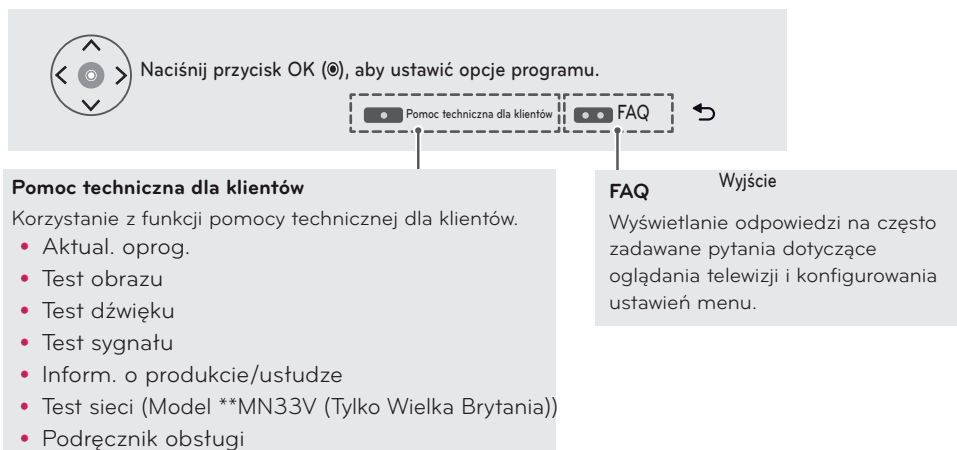 Naciśnij przycisk OK (◉), aby ustawić opcje programu.
Pomoc techniczna dla klientów
FAQ
Pomoc techniczna dla klientów
Korzystanie z funkcji pomocy technicznej dla klientów.
• Aktual. oprog.
• Test obrazu
• Test dźwięku
• Test sygnału
• Inform. o produkcie/usłudze
• Test sieci (Model **MN33V (Tylko Wielka Brytania))
• Podręcznik obsługi
FAQ
Wyjście
Wyświetlanie odpowiedzi na często
zadawane pytania dotyczące
oglądania telewizji i konfigurowania
ustawień menu.